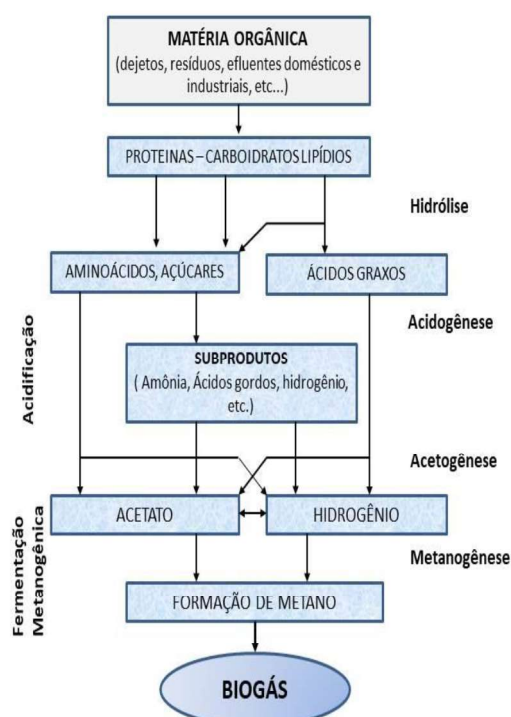 MATÉRIA ORGÂNICA
(dejetos, resíduos, efluentes domésticos e
industriais, etc...)
PROTEINAS – CARBOIDRATOS LIPÍDIOS
Hidrólise
AMINOÁCIDOS, AÇÚCARES
ÁCIDOS GRAXOS
Acidogênese
Acidificação
SUBPRODUTOS
( Amônia, Ácidos gordos, hidrogênio,
etc.)
Acetogênese
ACETATO
HIDROGÊNIO
Fermentação
Metanogênica
Metanogênese
FORMAÇÃO DE METANO
BIOGÁS